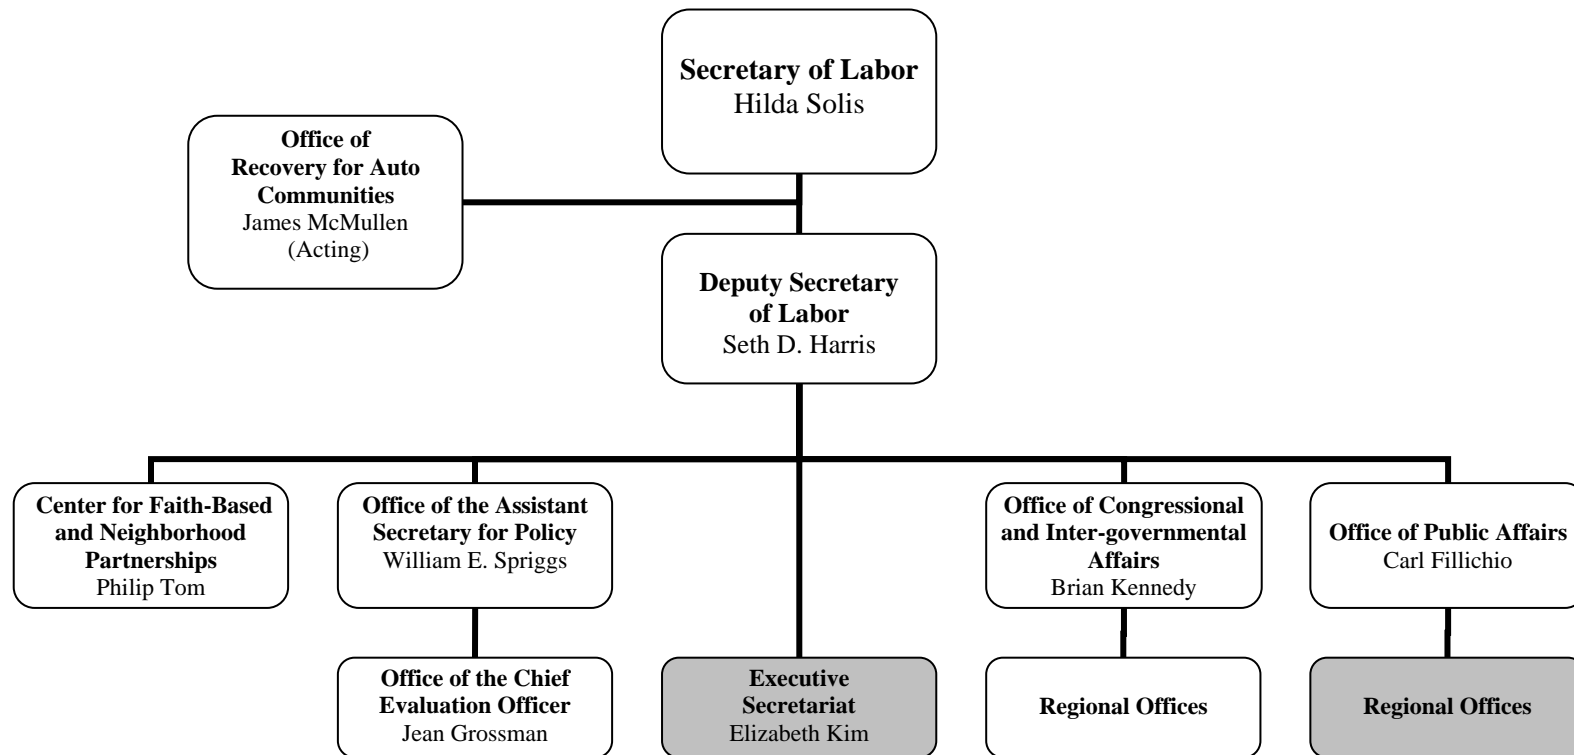 Secretary of Labor
Hilda Solis
Office of
Recovery for Auto
Communities
James McMullen
(Acting)
Deputy Secretary
of Labor
Seth D. Harris
Center for Faith-Based
and Neighborhood
Partnerships
Philip Tom
Office of the Assistant
Secretary for Policy
William E. Spriggs
Office of Congressional
and Inter-governmental
Affairs
Brian Kennedy
Office of Public Affairs
Carl Fillichio
Office of the Chief
Evaluation Officer
Jean Grossman
Executive
Secretariat
Elizabeth Kim
Regional Offices
Regional Offices